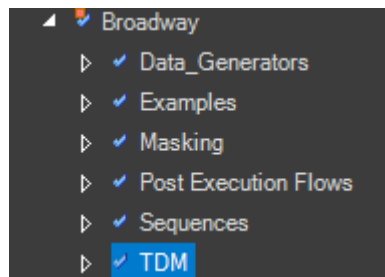 Broadway
Data_Generators
Examples
Masking
Post Execution Flows
Sequences
TDM